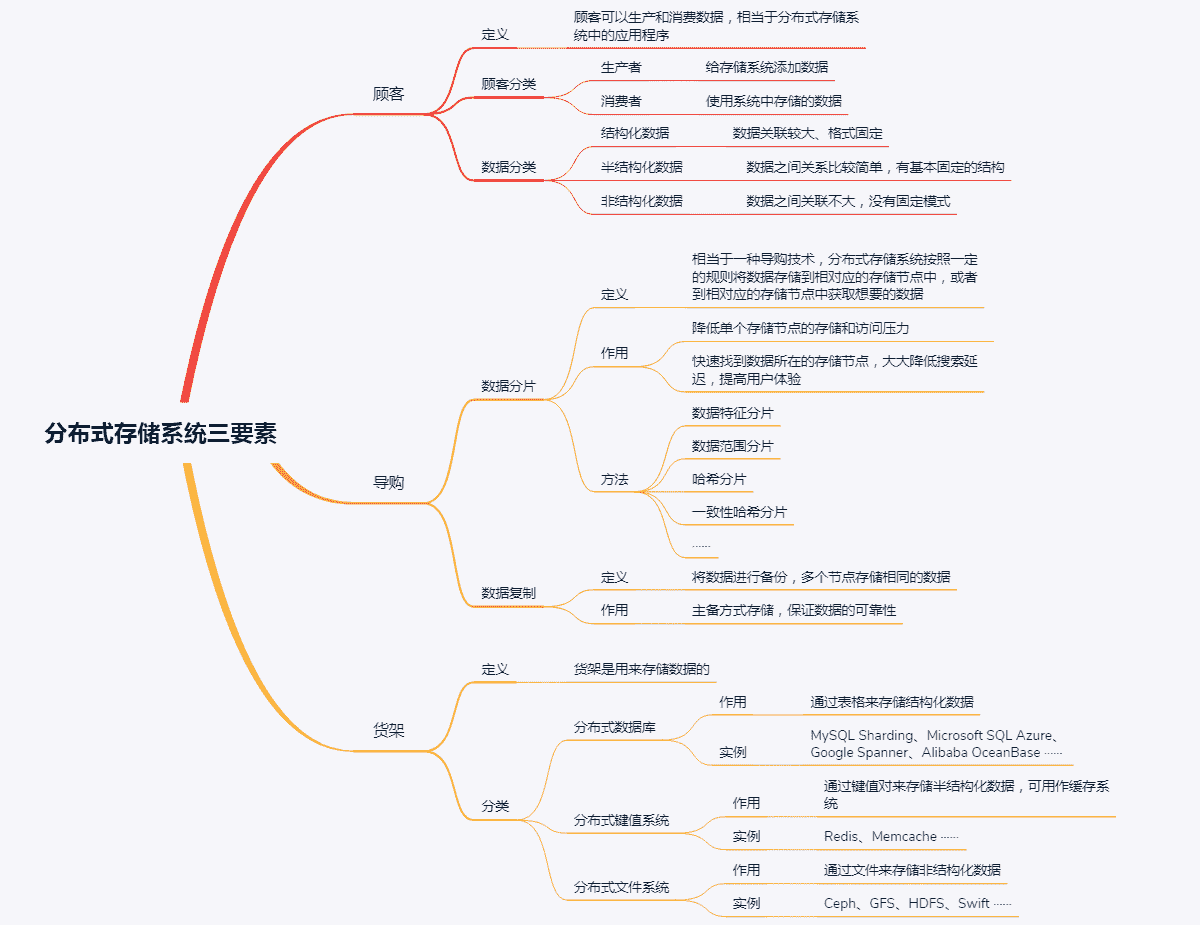 分布式存储系统三要素
顾客
定义
顾客可以生产和消费数据，相当于分布式存储系
统中的应用程序
顾客分类
生产者
给存储系统添加数据
消费者
使用系统中存储的数据
数据分类
结构化数据
数据关联较大、格式固定
半结构化数据
数据之间关系比较简单，有基本固定的结构
非结构化数据
数据之间关联不大，没有固定模式
导购
数据分片
定义
相当于一种导购技术，分布式存储系统按照一定
的规则将数据存储到相对应的存储节点中，或者
到相对应的存储节点中获取想要的数据
作用
降低单个存储节点的存储和访问压力
快速找到数据所在的存储节点，大大降低搜索延
迟，提高用户体验
方法
数据特征分片
数据范围分片
哈希分片
一致性哈希分片
……
数据复制
定义
将数据进行备份，多个节点存储相同的数据
作用
主备方式存储，保证数据的可靠性
货架
定义
货架是用来存储数据的
分类
分布式数据库
作用
通过表格来存储结构化数据
实例
MySQL Sharding、Microsoft SQL Azure、
Google Spanner、Alibaba OceanBase ……
分布式键值系统
作用
通过键值对来存储半结构化数据，可用作缓存系
统
实例
Redis、Memcache ……
分布式文件系统
作用
通过文件来存储非结构化数据
实例
Ceph、GFS、HDFS、Swift ……